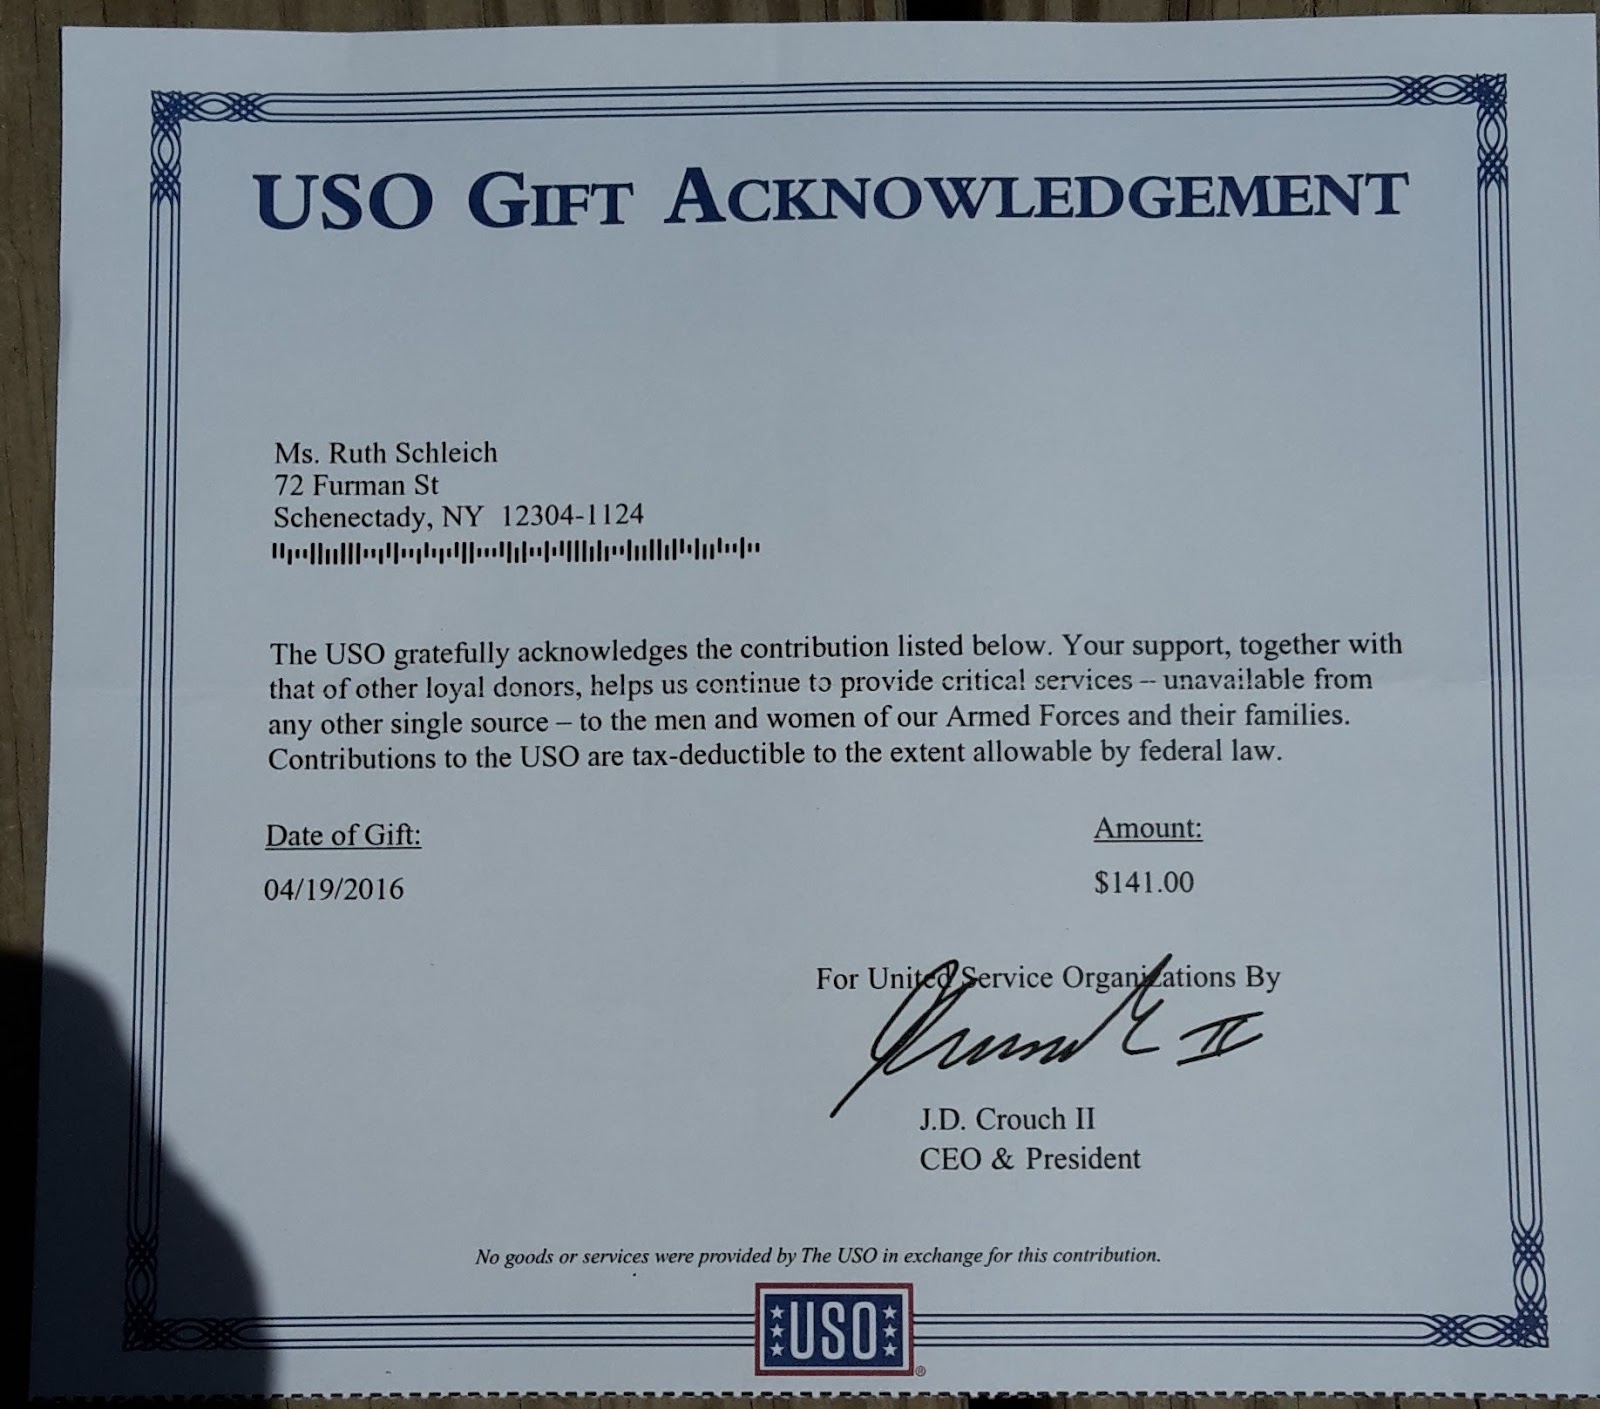 USO GIFT ACKNOWLEDGEMENT
Ms. Ruth Schleich
72 Furman St
Schenectady, NY 12304-1124
The USO gratefully acknowledges the contribution listed below. Your support, together with
that of other loyal donors, helps us continue to provide critical services – unavailable from
any other single source – to the men and women of our Armed Forces and their families.
Contributions to the USO are tax-deductible to the extent allowable by federal law.
Date of Gift:
Amount:
04/19/2016
$141.00
For United Service Organizations By
II
J.D. Crouch II
CEO & President
No goods or services were provided by The USO in exchange for this contribution.
USO
®